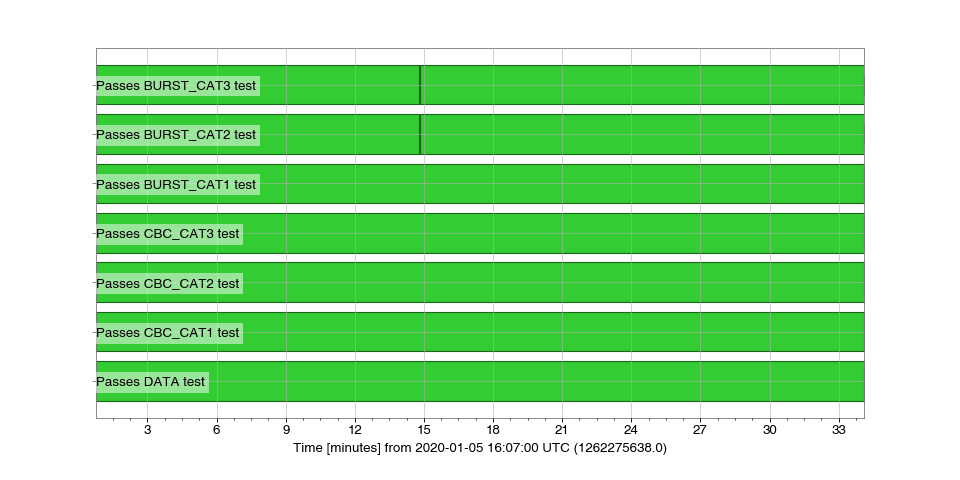 Passes BURST_CAT3 test
Passes BURST_CAT2 test
Passes BURST_CAT1 test
Passes CBC_CAT3 test
Passes CBC_CAT2 test
Passes CBC_CAT1 test
Passes DATA test
3 6 9 12 15 18 21 24 27 30 33
Time [minutes] from 2020-01-05 16:07:00 UTC (1262275638.0)